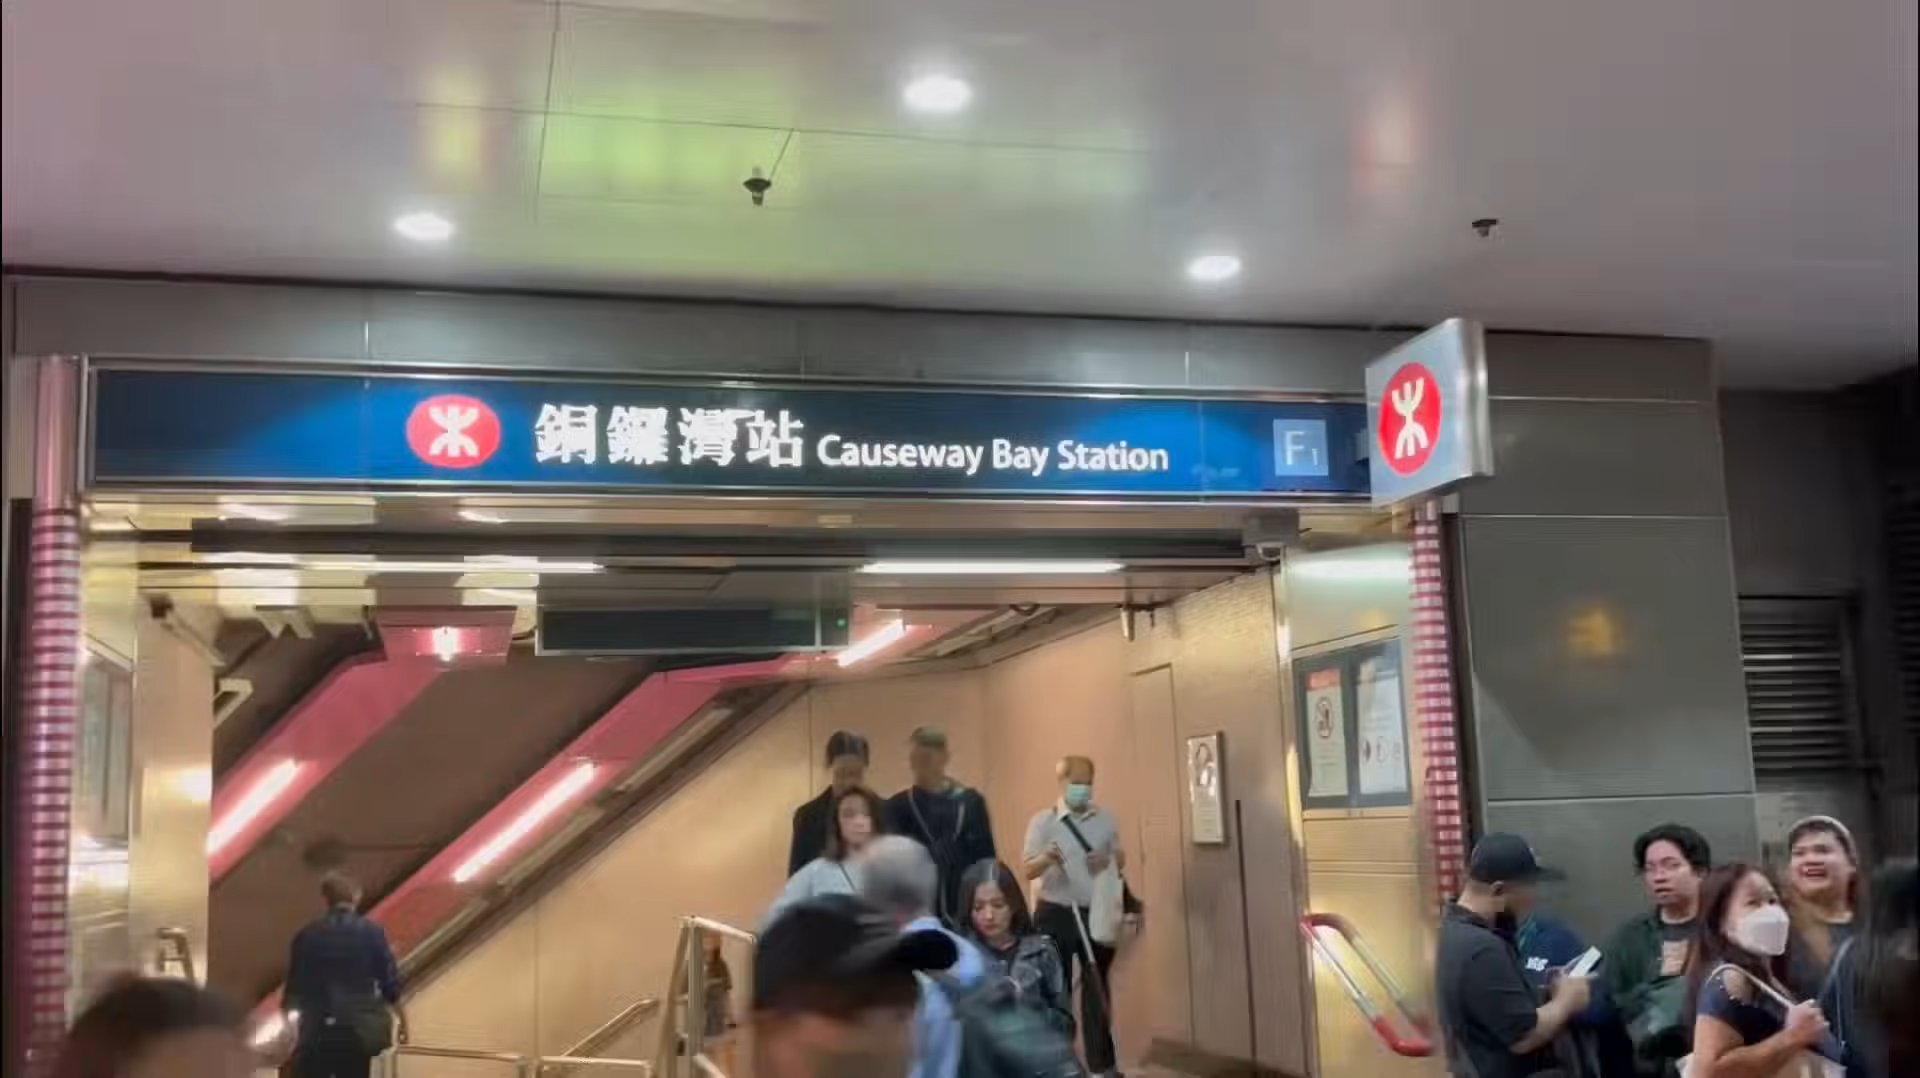 銅鑼灣站 Causeway Bay Station F1